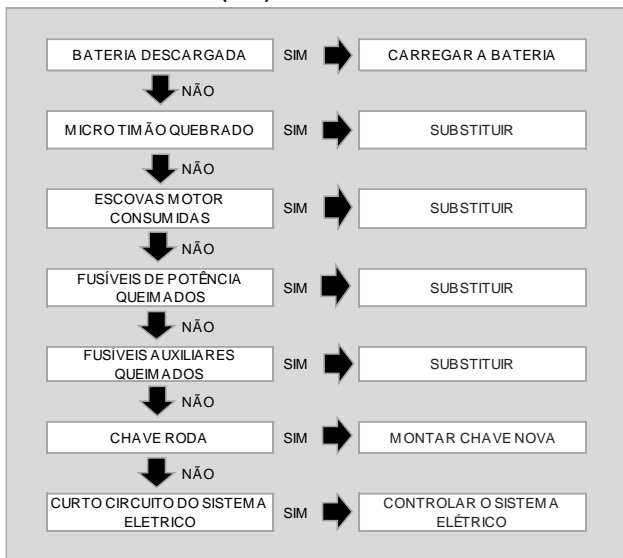 BATERIA DESCARGADA SIM CARREGAR A BATERIA
NÃO
MICRO TIMÃO QUEBRADO SIM SUBSTITUIR
NÃO
ESCOVAS MOTOR
CONSUMIDAS SIM SUBSTITUIR
NÃO
FUSÍVEIS DE POTÊNCIA
QUEIMADOS SIM SUBSTITUIR
NÃO
FUSÍVEIS AUXILIARES
QUEIMADOS SIM SUBSTITUIR
NÃO
CHAVE RODA SIM MONTAR CHAVE NOVA
NÃO
CURTO CIRCUITO DO SISTEMA
ELETRICO SIM CONTROLAR O SISTEMA
ELÉTRICO